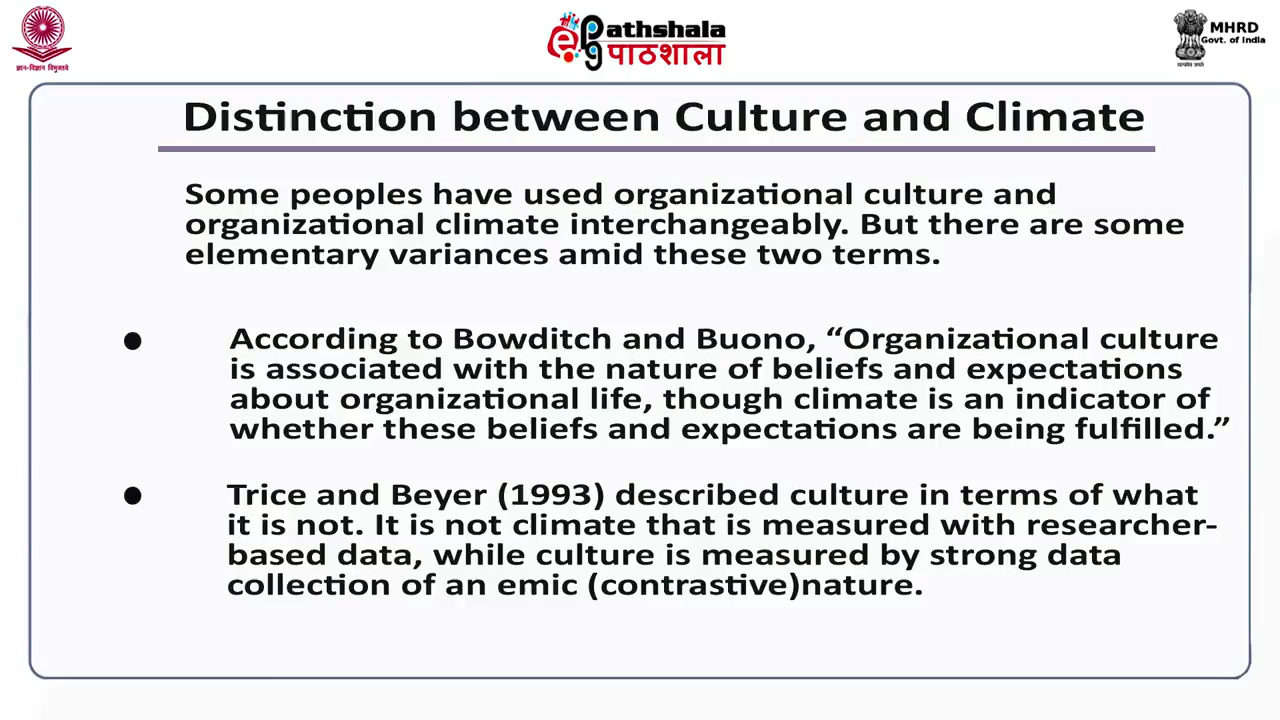 ज्ञान-विज्ञान विमुक्तये
ePathshala
पाठशाला
MHRD
Govt. of India
सत्यमेव जयते
Distinction between Culture and Climate
Some peoples have used organizational culture and
organizational climate interchangeably. But there are some
elementary variances amid these two terms.
● According to Bowditch and Buono, “Organizational culture
is associated with the nature of beliefs and expectations
about organizational life, though climate is an indicator of
whether these beliefs and expectations are being fulfilled.”
● Trice and Beyer (1993) described culture in terms of what
it is not. It is not climate that is measured with researcher-
based data, while culture is measured by strong data
collection of an emic (contrastive)nature.